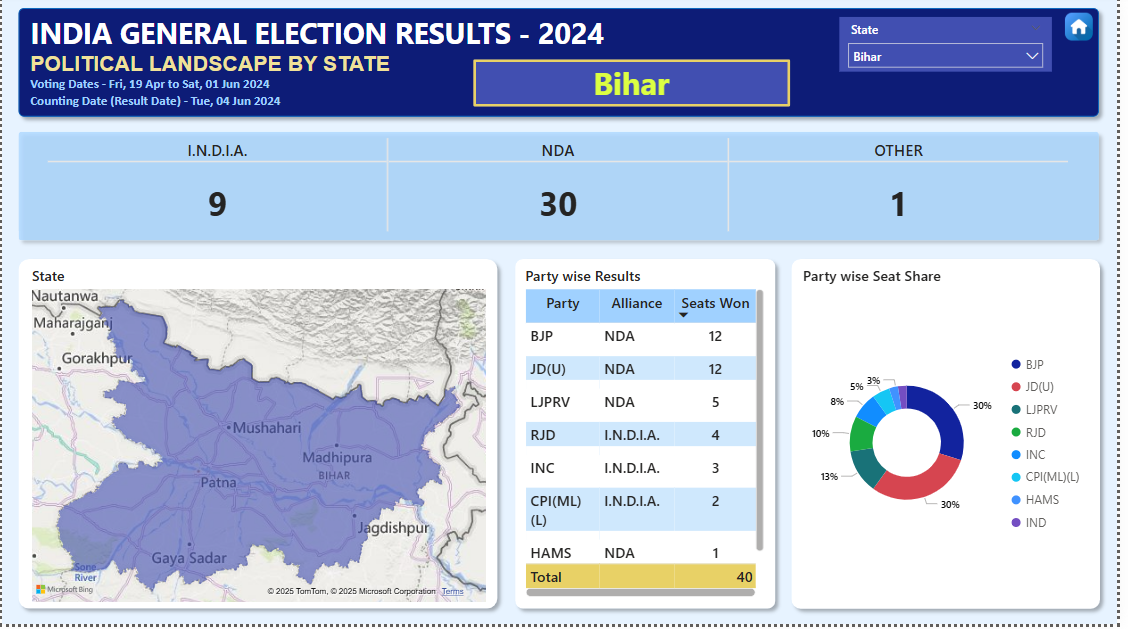 INDIA GENERAL ELECTION RESULTS - 2024
POLITICAL LANDSCAPE BY STATE
Voting Dates - Fri, 19 Apr to Sat, 01 Jun 2024
Counting Date (Result Date) - Tue, 04 Jun 2024
Bihar
State
Bihar
I.N.D.I.A.
9
NDA
30
OTHER
1
State
Nautanwa
Maharajganj
Gorakhpur
Mushahari
Madhipura
BIHAR
Patna
Jagdishpur
Gaya Sadar
Sone
River
Microsoft Bing
© 2025 TomTom, © 2025 Microsoft Corporation Terms
Party wise Results
Party Alliance Seats Won
BJP NDA 12
JD(U) NDA 12
LJPRV NDA 5
RJD I.N.D.I.A. 4
INC I.N.D.I.A. 3
CPI(ML) I.N.D.I.A. 2
(L)
HAMS NDA 1
Total 40
Party wise Seat Share
3%
5%
8%
10%
13%
30%
30%
BJP
JD(U)
LJPRV
RJD
INC
CPI(ML)(L)
HAMS
IND